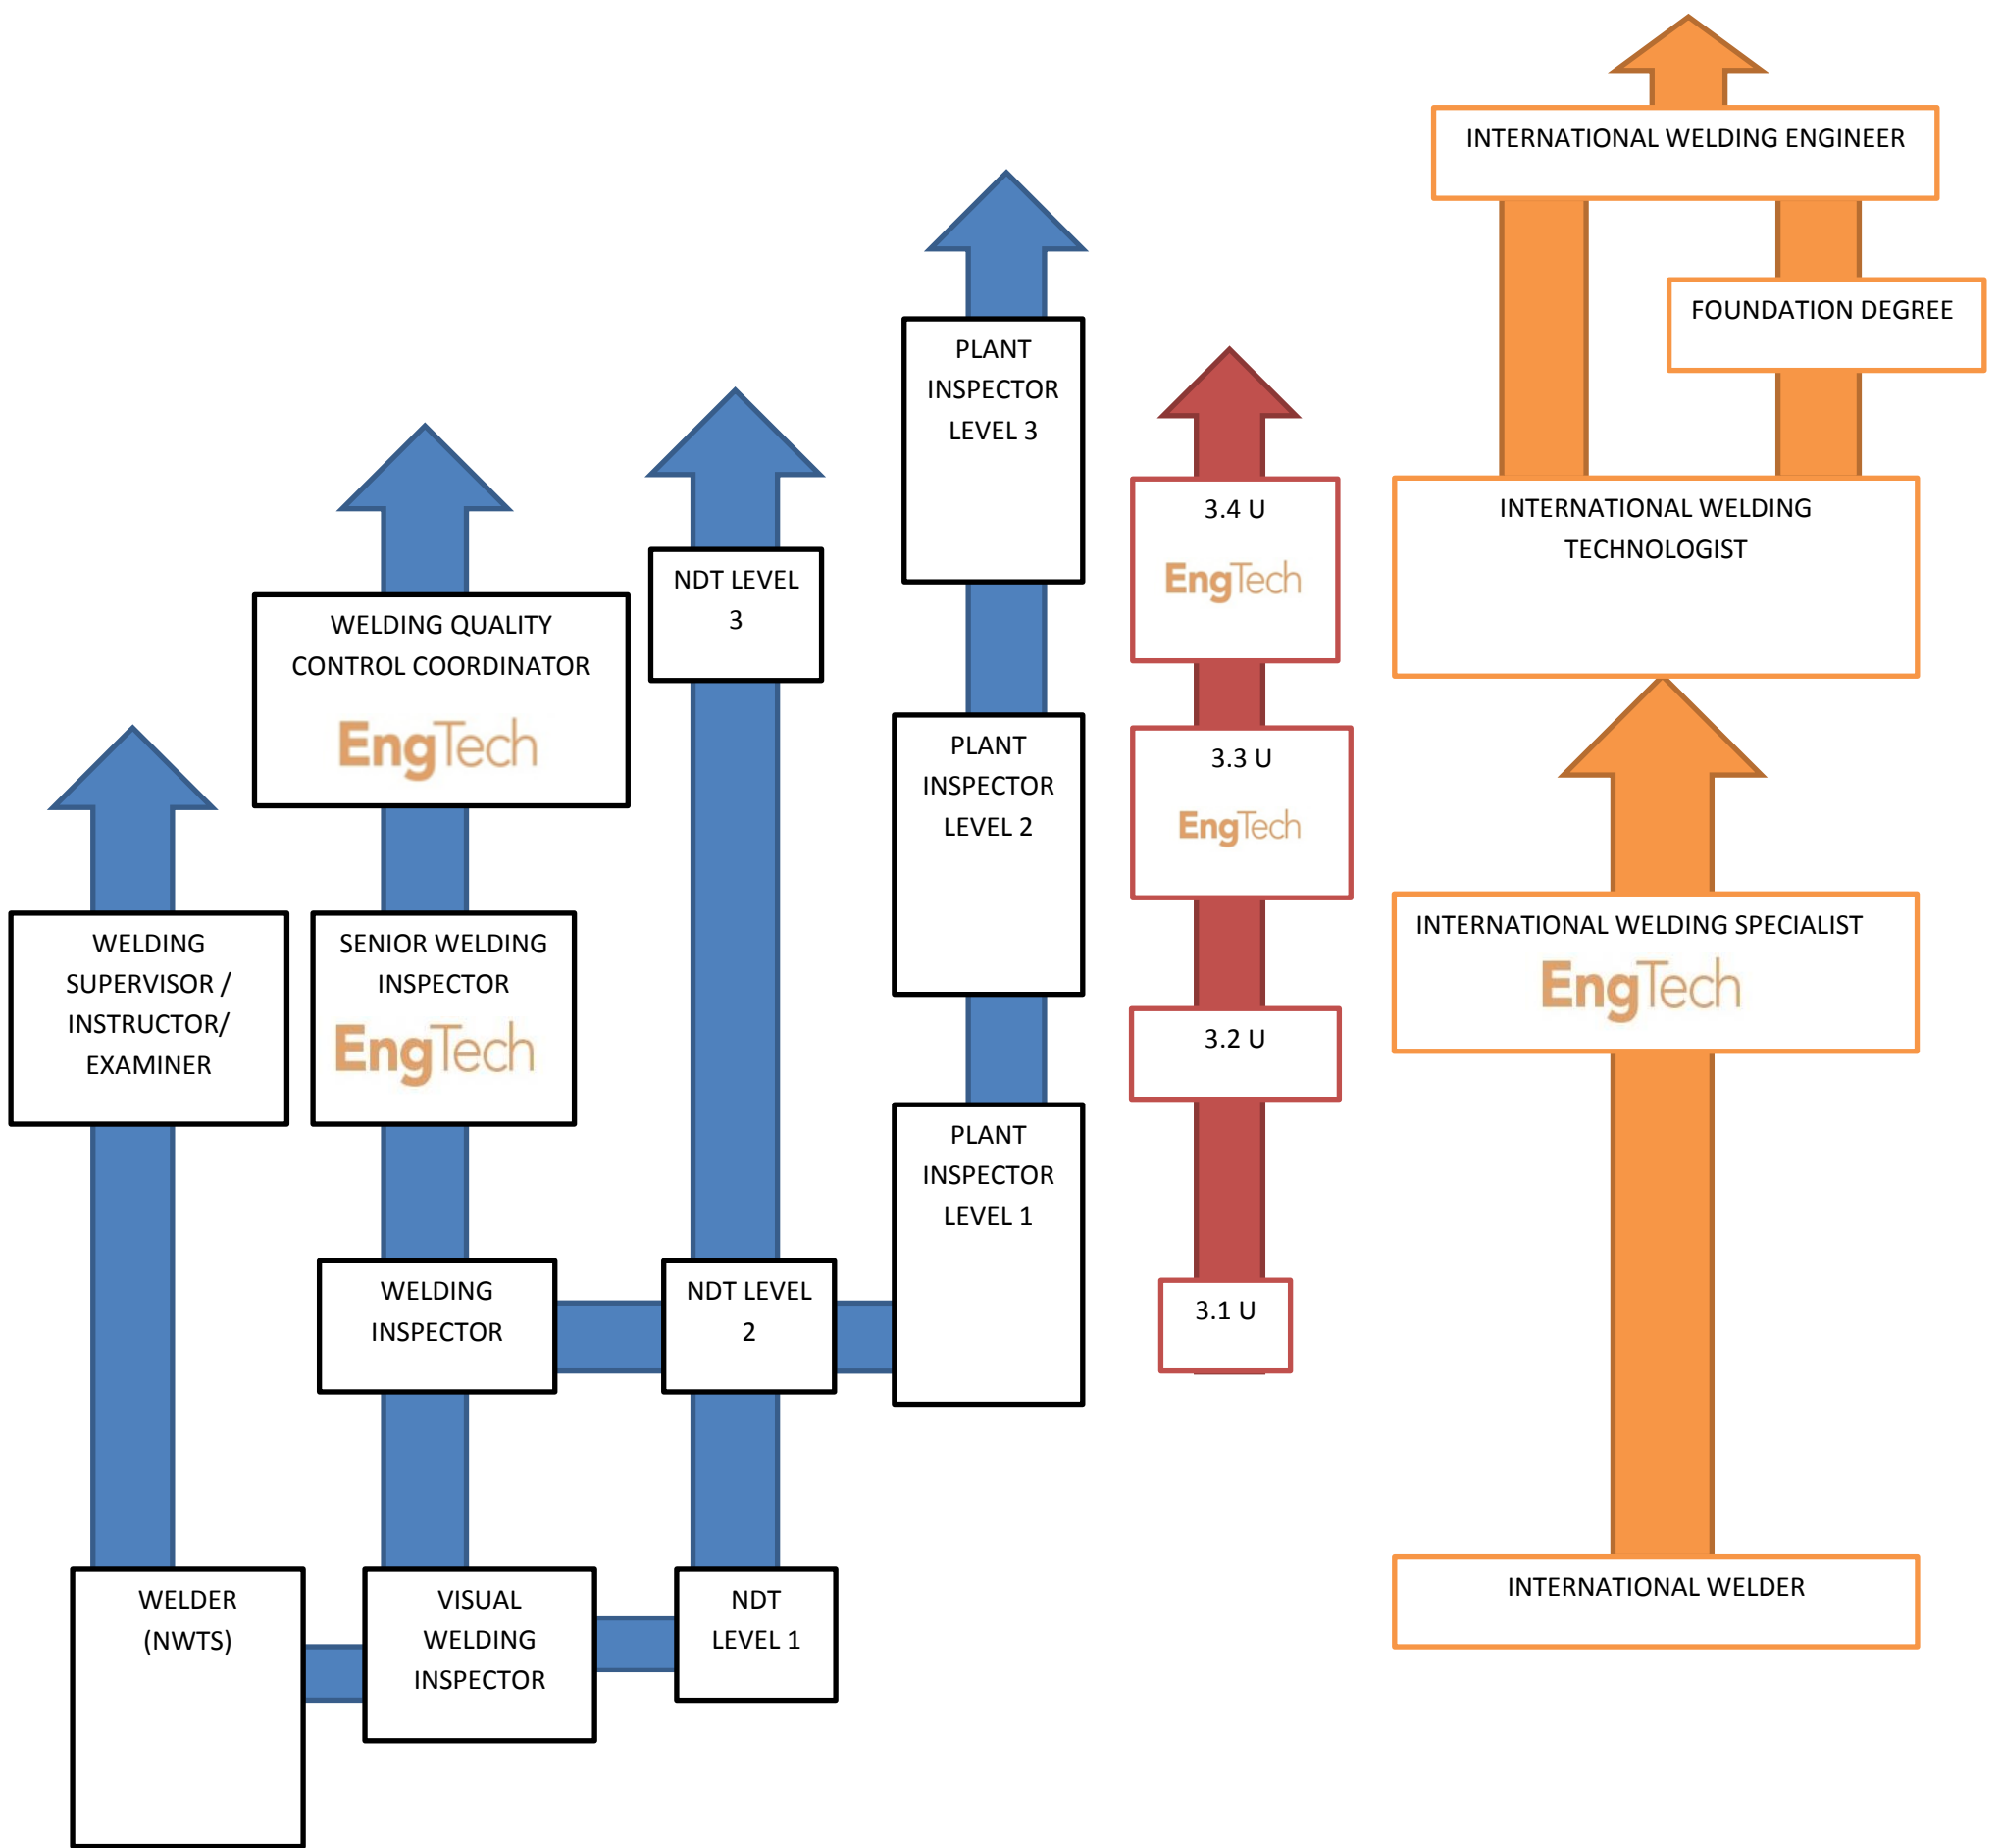 INTERNATIONAL WELDING ENGINEER
FOUNDATION DEGREE
PLANT
INSPECTOR
LEVEL 3
3.4 U
EngTech
INTERNATIONAL WELDING
TECHNOLOGIST
NDT LEVEL
3
WELDING QUALITY
CONTROL COORDINATOR
EngTech
PLANT
INSPECTOR
LEVEL 2
3.3 U
EngTech
WELDING
SUPERVISOR /
INSTRUCTOR/
EXAMINER
SENIOR WELDING
INSPECTOR
EngTech
INTERNATIONAL WELDING SPECIALIST
EngTech
3.2 U
PLANT
INSPECTOR
LEVEL 1
WELDING
INSPECTOR
NDT LEVEL
2
3.1 U
WELDER
(NWTS)
VISUAL
WELDING
INSPECTOR
NDT
LEVEL 1
INTERNATIONAL WELDER